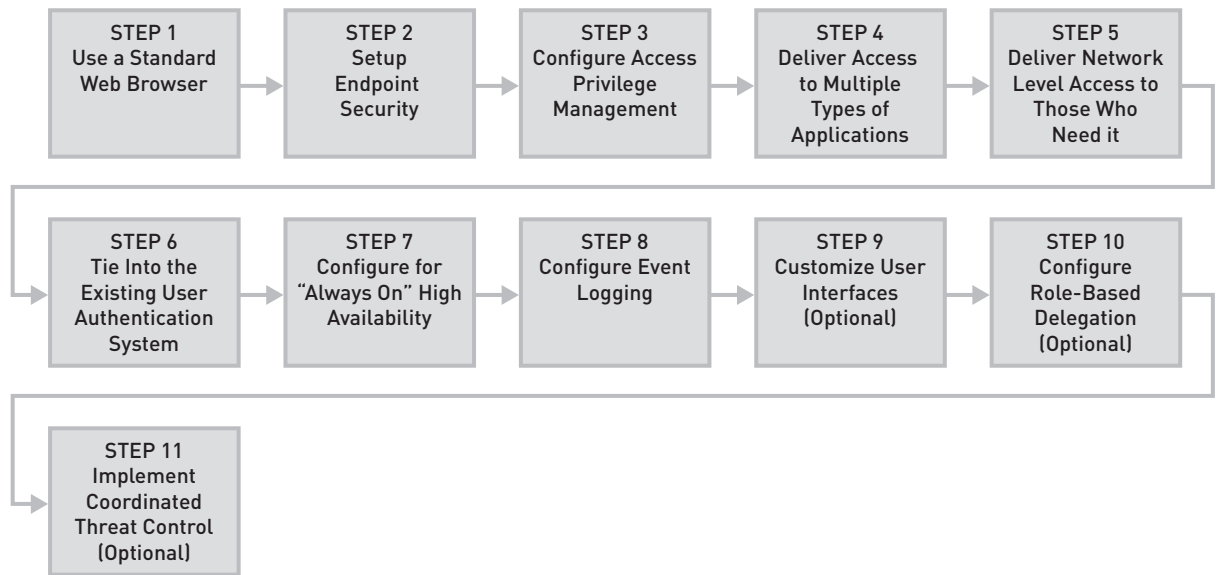 STEP 1
Use a Standard
Web Browser
STEP 2
Setup
Endpoint
Security
STEP 3
Configure Access
Privilege
Management
STEP 4
Deliver Access
to Multiple
Types of
Applications
STEP 5
Deliver Network
Level Access to
Those Who
Need it
STEP 6
Tie Into the
Existing User
Authentication
System
STEP 7
Configure for
“Always On” High
Availability
STEP 8
Configure Event
Logging
STEP 9
Customize User
Interfaces
(Optional)
STEP 10
Configure
Role-Based
Delegation
(Optional)
STEP 11
Implement
Coordinated
Threat Control
(Optional)